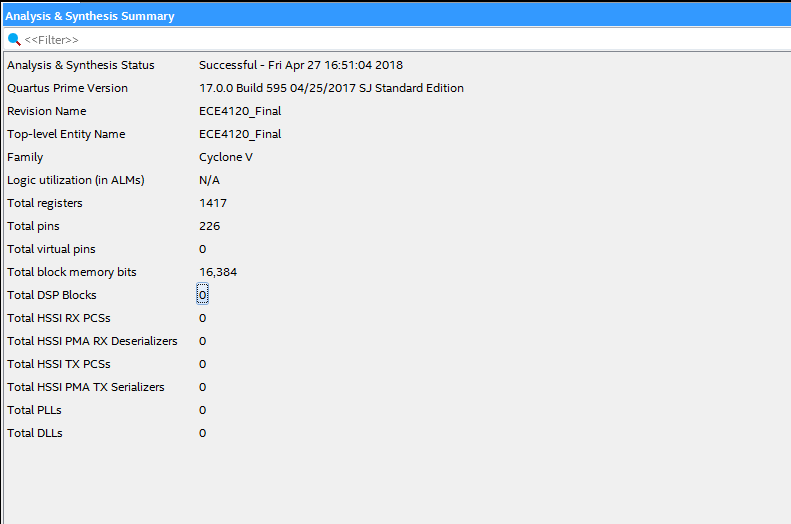 Analysis & Synthesis Summary
<<Filter>>
Analysis & Synthesis Status Successful - Fri Apr 27 16:51:04 2018
Quartus Prime Version 17.0.0 Build 595 04/25/2017 SJ Standard Edition
Revision Name ECE4120_Final
Top-level Entity Name ECE4120_Final
Family Cyclone V
Logic utilization (in ALMs) N/A
Total registers 1417
Total pins 226
Total virtual pins 0
Total block memory bits 16,384
Total DSP Blocks 0
Total HSSI RX PCSs 0
Total HSSI PMA RX Deserializers 0
Total HSSI TX PCSs 0
Total HSSI PMA TX Serializers 0
Total PLLs 0
Total DLLs 0